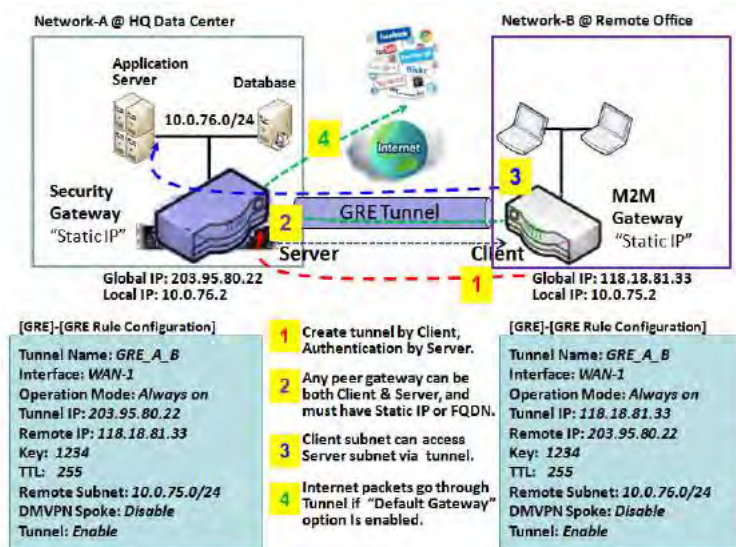 Network-A @ HQ Data Center
Network-B @ Remote Office
Application
Server
Database
10.0.76.0/24
facebook
flickr
4
Internet
3
Security
Gateway
"Static IP"
2
GRE Tunnel
M2M
Gateway
"Static IP"
Server
Client
1
Global IP: 203.95.80.22
Local IP: 10.0.76.2
Global IP: 118.18.81.33
Local IP: 10.0.75.2
[GRE]-[GRE Rule Configuration]
Tunnel Name: GRE_A_B
Interface: WAN-1
Operation Mode: Always on
Tunnel IP: 203.95.80.22
Remote IP: 118.18.81.33
Key: 1234
TTL: 255
Remote Subnet: 10.0.75.0/24
DMVPN Spoke: Disable
Tunnel: Enable
1 Create tunnel by Client,
Authentication by Server.
2 Any peer gateway can be
both Client & Server, and
must have Static IP or FQDN.
3 Client subnet can access
Server subnet via tunnel.
4 Internet packets go through
Tunnel if "Default Gateway"
option Is enabled.
[GRE]-[GRE Rule Configuration]
Tunnel Name: GRE_A_B
Interface: WAN-1
Operation Mode: Always on
Tunnel IP: 118.18.81.33
Remote IP: 203.95.80.22
Key: 1234
TTL: 255
Remote Subnet: 10.0.76.0/24
DMVPN Spoke: Disable
Tunnel: Enable